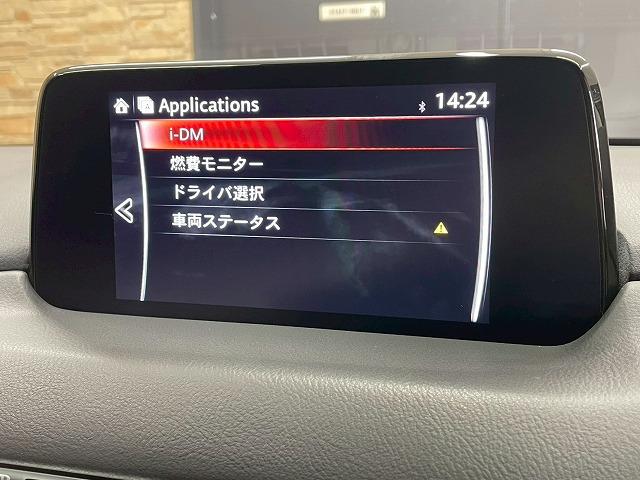 Applications
14:24
i-DM
燃費モニター
ドライバ選択
車両ステータス